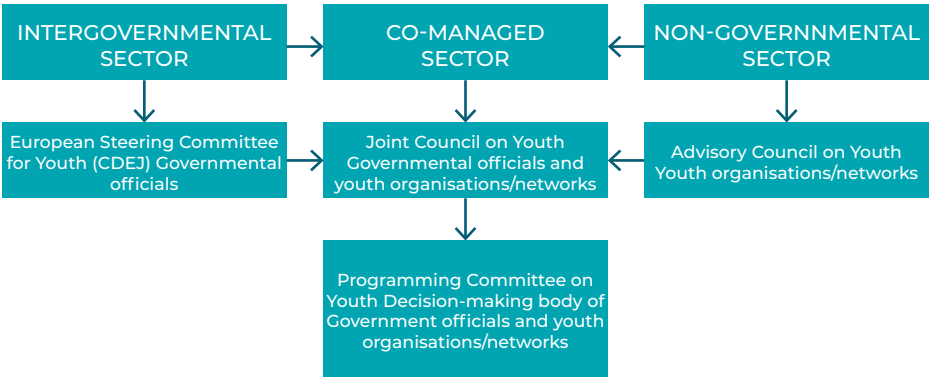 INTERGOVERNMENTAL
SECTOR
CO-MANAGED
SECTOR
NON-GOVERNNMENTAL
SECTOR
European Steering Committee
for Youth (CDEJ) Governmental
officials
Joint Council on Youth
Governmental officials and
youth organisations/networks
Advisory Council on Youth
Youth organisations/networks
Programming Committee on
Youth Decision-making body of
Government officials and youth
organisations/networks